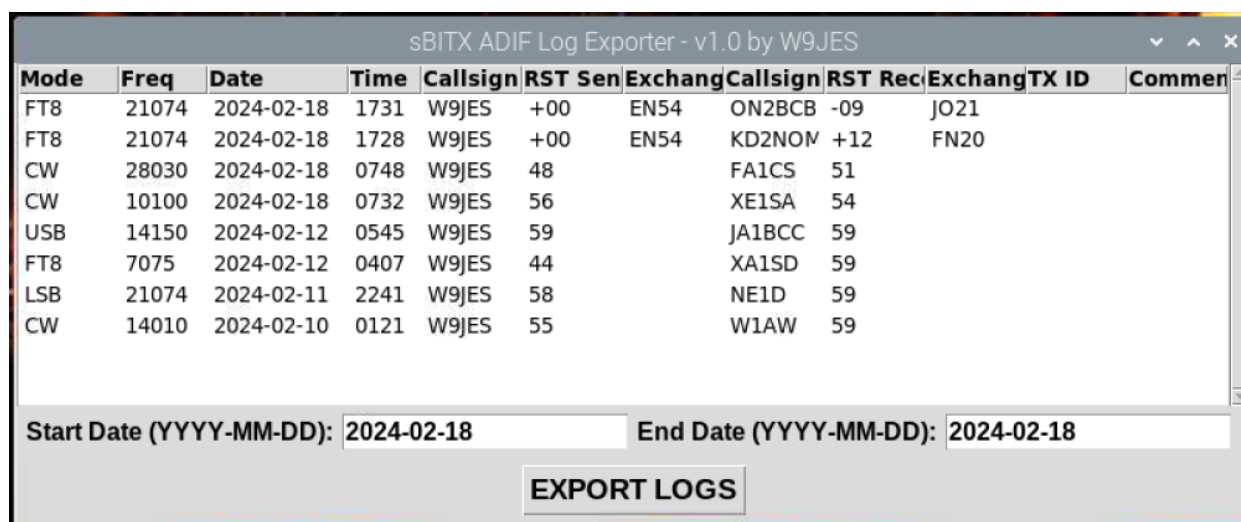 sBITX ADIF Log Exporter - v1.0 by W9JES
Mode Freq Date Time Callsign RST Sen Exchang Callsign RST Rec Exchang TX ID Commen
FT8 21074 2024-02-18 1731 W9JES +00 EN54 ON2BCB -09 JO21
FT8 21074 2024-02-18 1728 W9JES +00 EN54 KD2NOM +12 FN20
CW 28030 2024-02-18 0748 W9JES 48 FA1CS 51
CW 10100 2024-02-18 0732 W9JES 56 XE1SA 54
USB 14150 2024-02-12 0545 W9JES 59 JA1BCC 59
FT8 7075 2024-02-12 0407 W9JES 44 XA1SD 59
LSB 21074 2024-02-11 2241 W9JES 58 NE1D 59
CW 14010 2024-02-10 0121 W9JES 55 W1AW 59
Start Date (YYYY-MM-DD): 2024-02-18 End Date (YYYY-MM-DD): 2024-02-18
EXPORT LOGS